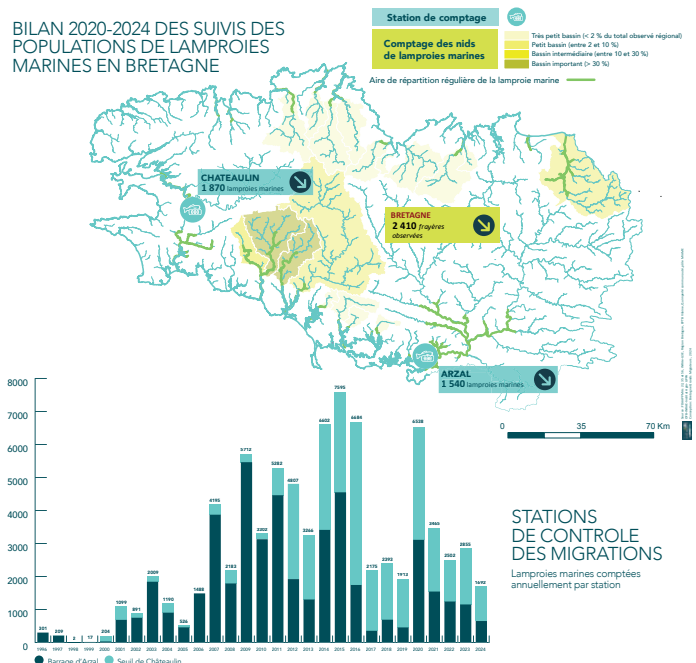 BILAN 2020-2024 DES SUIVIS DES
POPULATIONS DE LAMPROIES
MARINES EN BRETAGNE
Station de comptage
Comptage des nids
de lamproies marines
Très petit bassin (< 2 % du total observé régional)
Petit bassin (entre 2 et 10 %)
Bassin intermédiaire (entre 10 et 30 %)
Bassin important (> 30 %)
Aire de répartition régulière de la lamproie marine
CHATEAULIN
1 870 lamproies marines
BRETAGNE
2 410 frayères
observées
ARZAL
1 540 lamproies marines
0 35 70 Km
STATIONS
DE CONTROLE
DES MIGRATIONS
Lamproies marines comptées
annuellement par station
8000
7000
6000
5000
4000
3000
2000
1000
0
301 209 2 17 204 1099 891 2009 1190 526 1488 4195 2183 5712 3303 5282 4807 3266 6602 7595 6684 2175 2393 1913 6538 3465 2502 2855 1692
1996 1997 1998 1999 2000 2001 2002 2003 2004 2005 2006 2007 2008 2009 2010 2011 2012 2013 2014 2015 2016 2017 2018 2019 2020 2021 2022 2023 2024
Barrage d'Arzal Seuil de Châteaulin